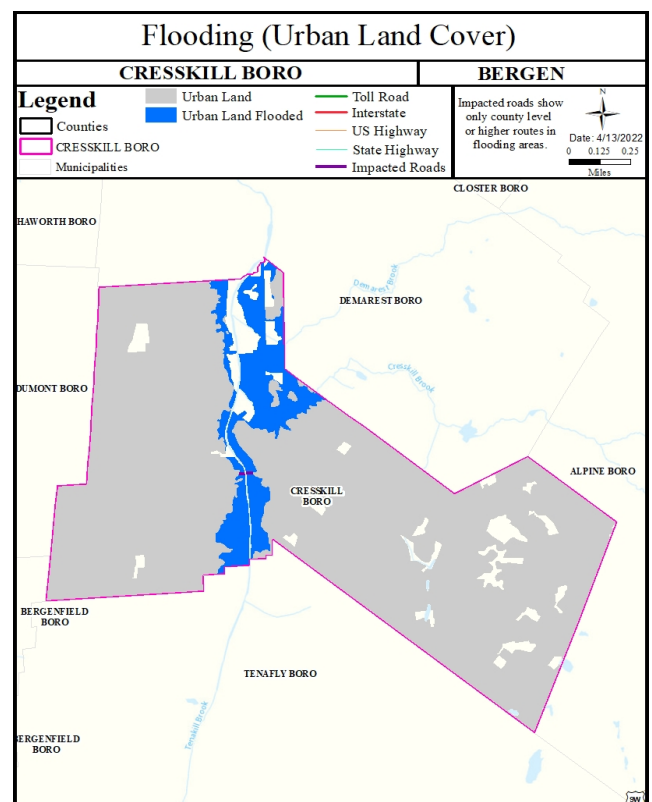 Flooding (Urban Land Cover)
CRESSKILL BORO
BERGEN
Legend
Counties
CRESSKILL BORO
Municipalities
Urban Land
Urban Land Flooded
Toll Road
Interstate
US Highway
State Highway
Impacted Roads
Impacted roads show
only county level
or higher routes in
flooding areas.
N
Date: 4/13/2022
0 0.125 0.25
Miles
CLOSTER BORO
HAWORTH BORO
Demarest Brook
DEMAREST BORO
Cresskill Brook
DUMONT BORO
ALPINE BORO
CRESSKILL
BORO
BERGENFIELD
BORO
TENAFLY BORO
Tenakill Brook
BERGENFIELD
BORO
SW